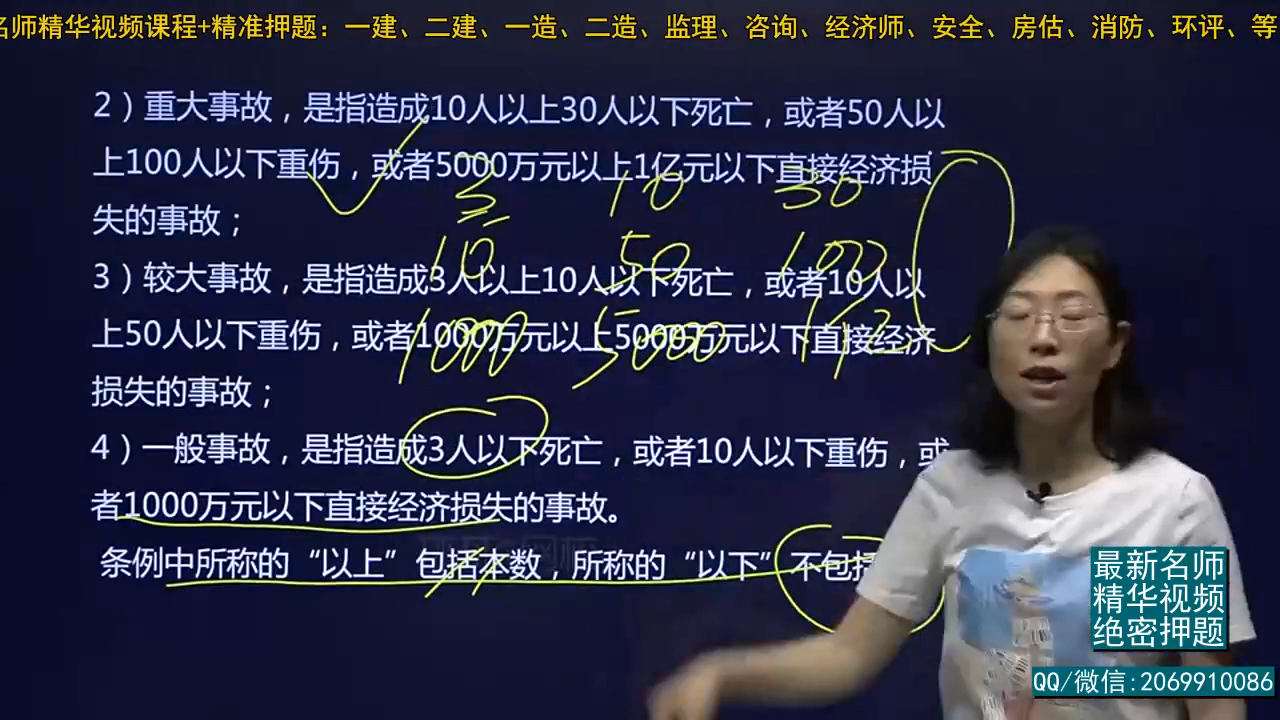 名师精华视频课程+精准押题：一建、二建、一造、二造、监理、咨询、经济师、安全、房估、消防、环评、等
2）重大事故，是指造成10人以上30人以下死亡，或者50人以
上100人以下重伤，或者5000万元以上1亿元以下直接经济损
失的事故；
3 10 30
10 50 100
3）较大事故，是指造成3人以上10人以下死亡，或者10人以
上50人以下重伤，或者1000万元以上5000万元以下直接经济
1000 5000 1亿
损失的事故；
4）一般事故，是指造成3人以下死亡，或者10人以下重伤，或
者1000万元以下直接经济损失的事故。
条例中所称的“以上”包括本数，所称的“以下”不包括
最新名师
精华视频
绝密押题
QQ/微信:2069910086